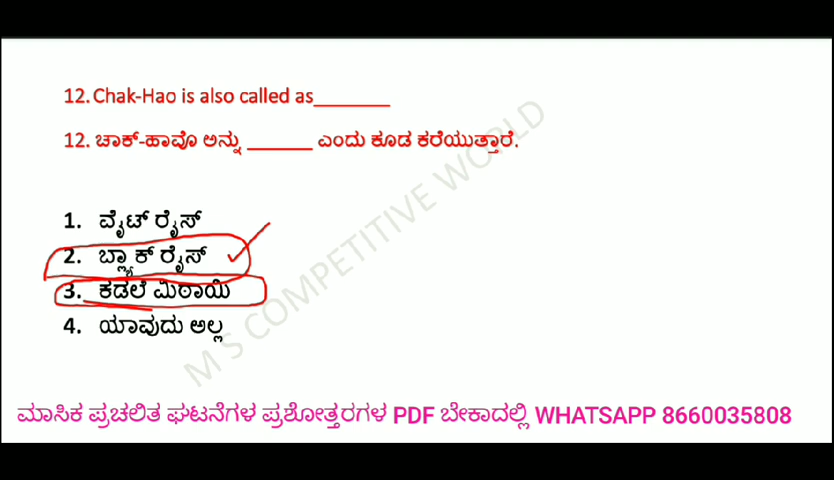 12. Chak-Hao is also called as________
12. ಚಾಕ್-ಹಾವೊ ಅನ್ನು ______ ಎಂದು ಕೂಡ ಕರೆಯುತ್ತಾರೆ.
1. ವೈಟ್ ರೈಸ್
2. ಬ್ಲ್ಯಾಕ್ ರೈಸ್
3. ಕಡಲೆ ಮಿಠಾಯಿ
4. ಯಾವುದು ಅಲ್ಲ
M S COMPETITIVE WORLD
ಮಾಸಿಕ ಪ್ರಚಲಿತ ಘಟನೆಗಳ ಪ್ರಶೋತ್ತರಗಳ PDF ಬೇಕಾದಲ್ಲಿ WHATSAPP 8660035808